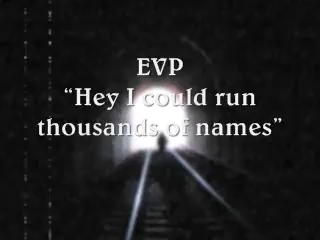 EVP
“Hey I could run
thousands of names”